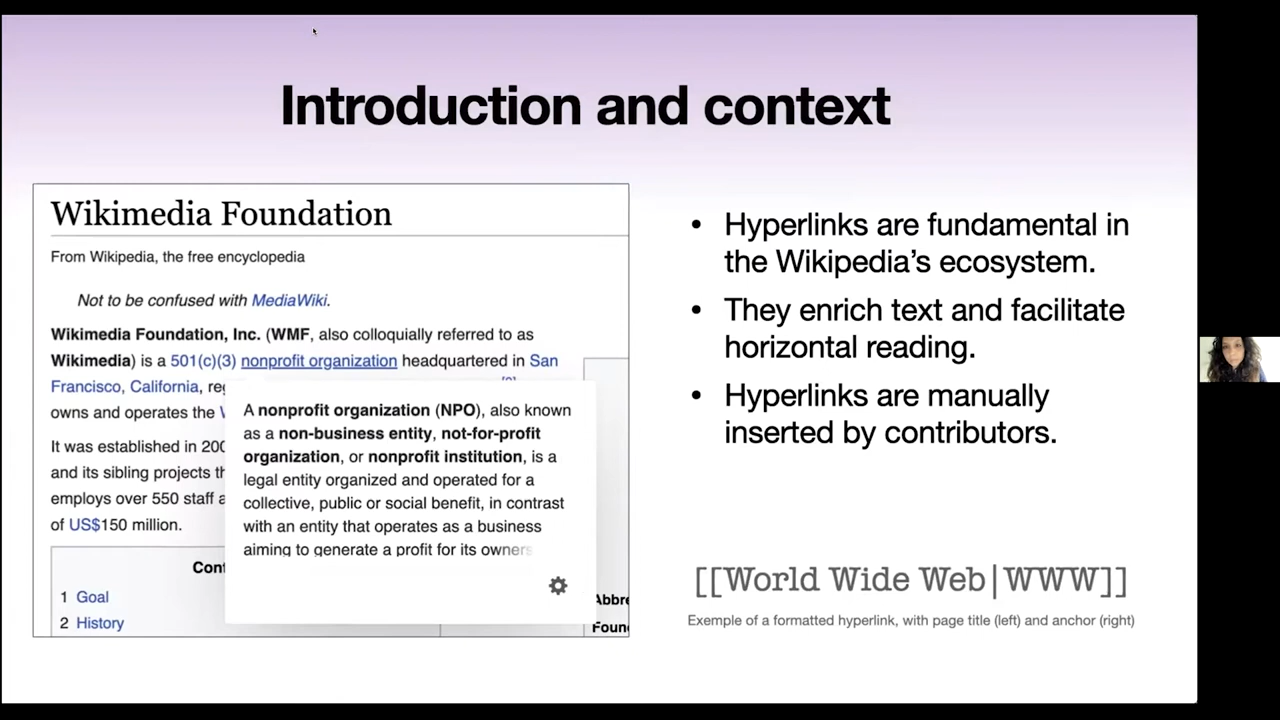 Introduction and context
Wikimedia Foundation
From Wikipedia, the free encyclopedia
Not to be confused with MediaWiki.
Wikimedia Foundation, Inc. (WMF, also colloquially referred to as
Wikimedia) is a 501(c)(3) nonprofit organization headquartered in San
Francisco, California,
owns and operates the
It was established in
and its sibling projects
employs over 550 staff
of US$150 million.
A nonprofit organization (NPO), also known
as a non-business entity, not-for-profit
organization, or nonprofit institution, is a
legal entity organized and operated for a
collective, public or social benefit, in contrast
with an entity that operates as a business
aiming to generate a profit for its owners
1 Goal
2 History
• Hyperlinks are fundamental in
the Wikipedia's ecosystem.
• They enrich text and facilitate
horizontal reading.
• Hyperlinks are manually
inserted by contributors.
[[World Wide Web|WWW]]
Exemple of a formatted hyperlink, with page title (left) and anchor (right)